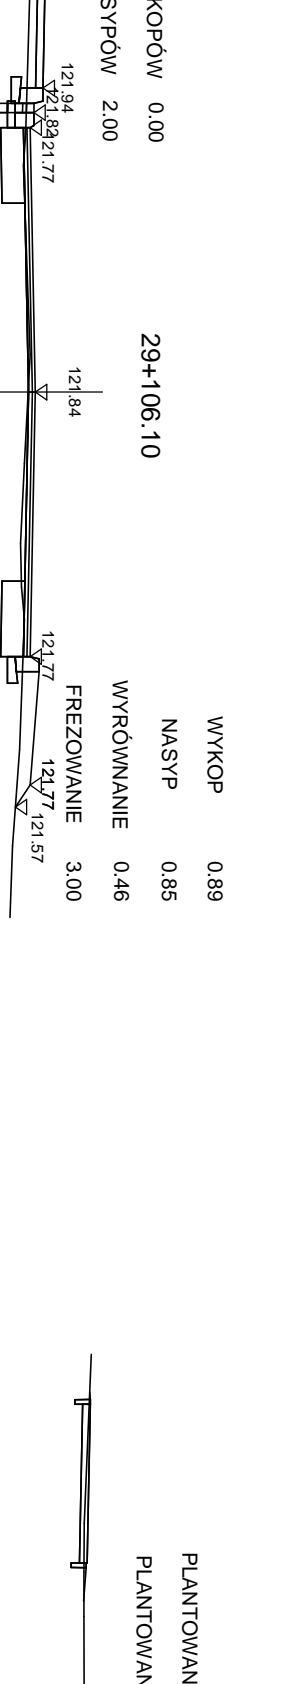 KOPÓW 0.00
SYPÓW 2.00
121.94
121.82
121.77
29+106.10
121.84
WYKOP 0.89
NASYP 0.85
WYRÓWNANIE 0.46
FREZOWANIE 3.00
121.77
121.77
121.57
PLANTOWAN
PLANTOWAN